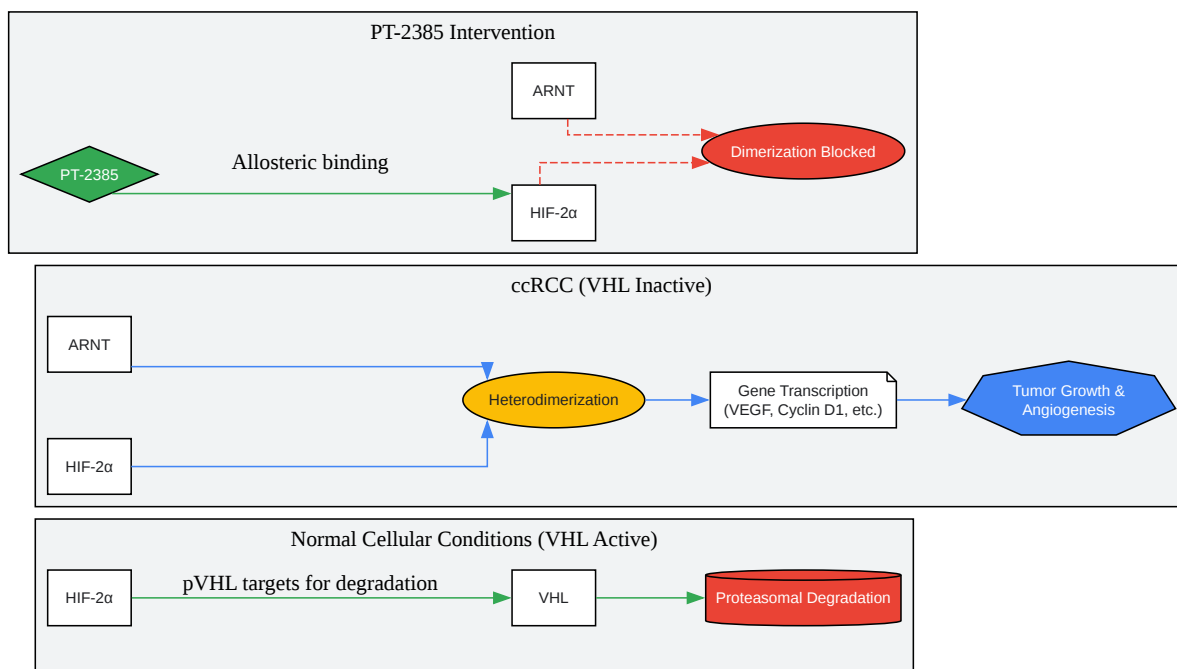 PT-2385 Intervention
ARNT
Dimerization Blocked
Allosteric binding
PT-2385
HIF-2α
ccRCC (VHL Inactive)
ARNT
Heterodimerization
Gene Transcription
(VEGF, Cyclin D1, etc.)
Tumor Growth &
Angiogenesis
HIF-2α
Normal Cellular Conditions (VHL Active)
HIF-2α
pVHL targets for degradation
VHL
Proteasomal Degradation